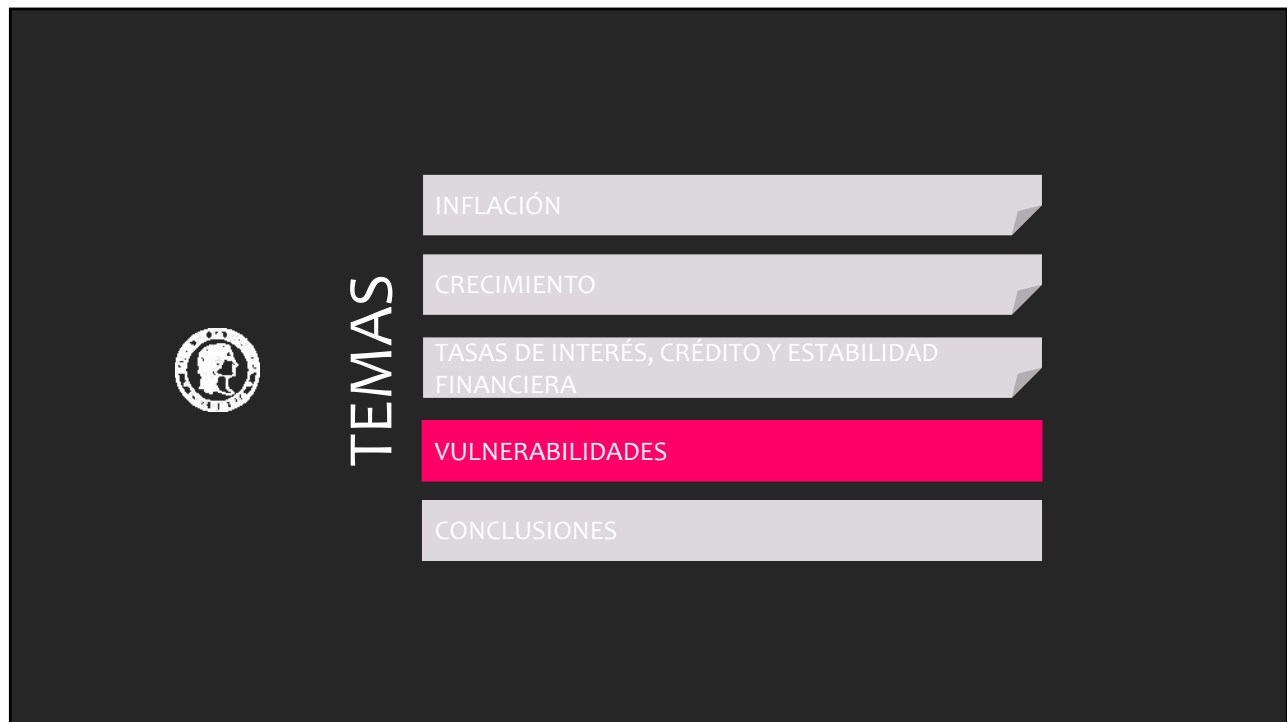 TEMAS
INFLACIÓN
CRECIMIENTO
TASAS DE INTERÉS, CRÉDITO Y ESTABILIDAD
FINANCIERA
VULNERABILIDADES
CONCLUSIONES